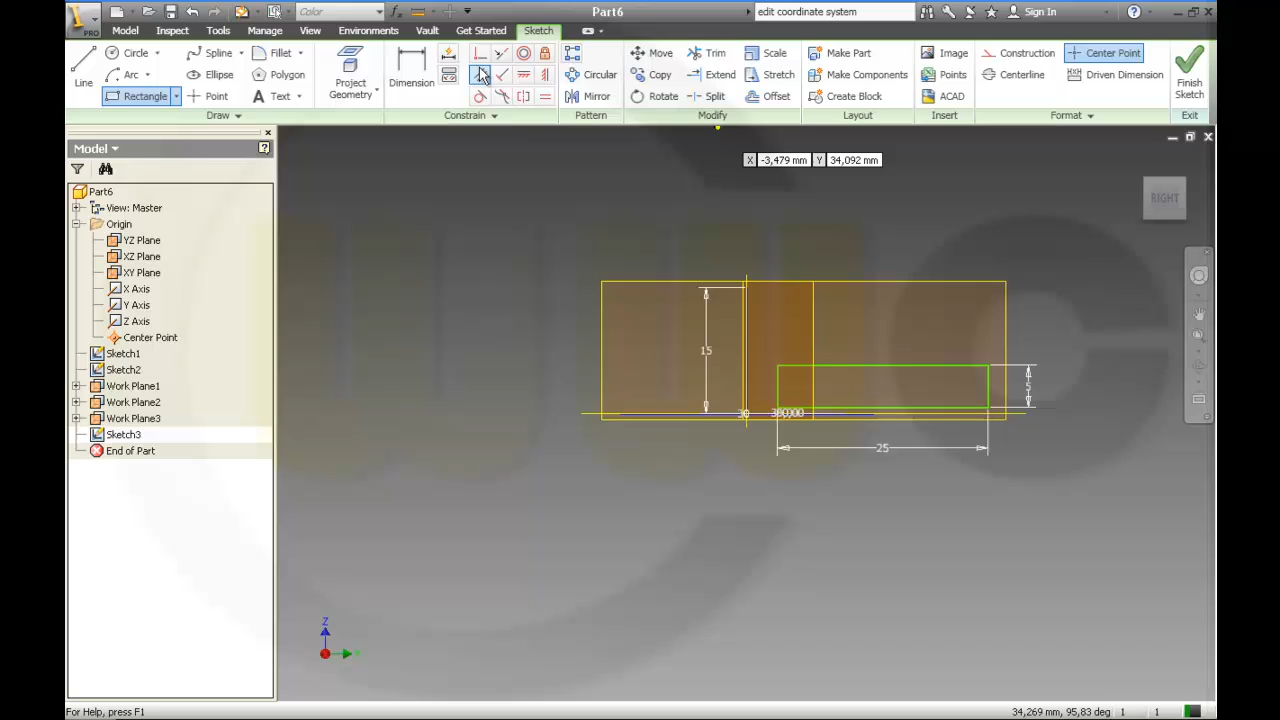 Color
Part6
edit coordinate system
Sign In
PRO
Model
Inspect
Tools
Manage
View
Environments
Vault
Get Started
Sketch
Line
Circle
Arc
Rectangle
Spline
Ellipse
Point
Fillet
Polygon
Text
Project Geometry
Dimension
Circular
Mirror
Move
Copy
Rotate
Trim
Extend
Split
Scale
Stretch
Offset
Make Part
Make Components
Create Block
Image
Points
ACAD
Construction
Centerline
Center Point
Driven Dimension
Finish Sketch
Draw
Constrain
Pattern
Modify
Layout
Insert
Format
Exit
Model
Part6
View: Master
Origin
YZ Plane
XZ Plane
XY Plane
X Axis
Y Axis
Z Axis
Center Point
Sketch1
Sketch2
Work Plane1
Work Plane2
Work Plane3
Sketch3
End of Part
X -3,479 mm Y 34,092 mm
RIGHT
15
5
25
Z
For Help, press F1
34,269 mm, 95,83 deg 1 1